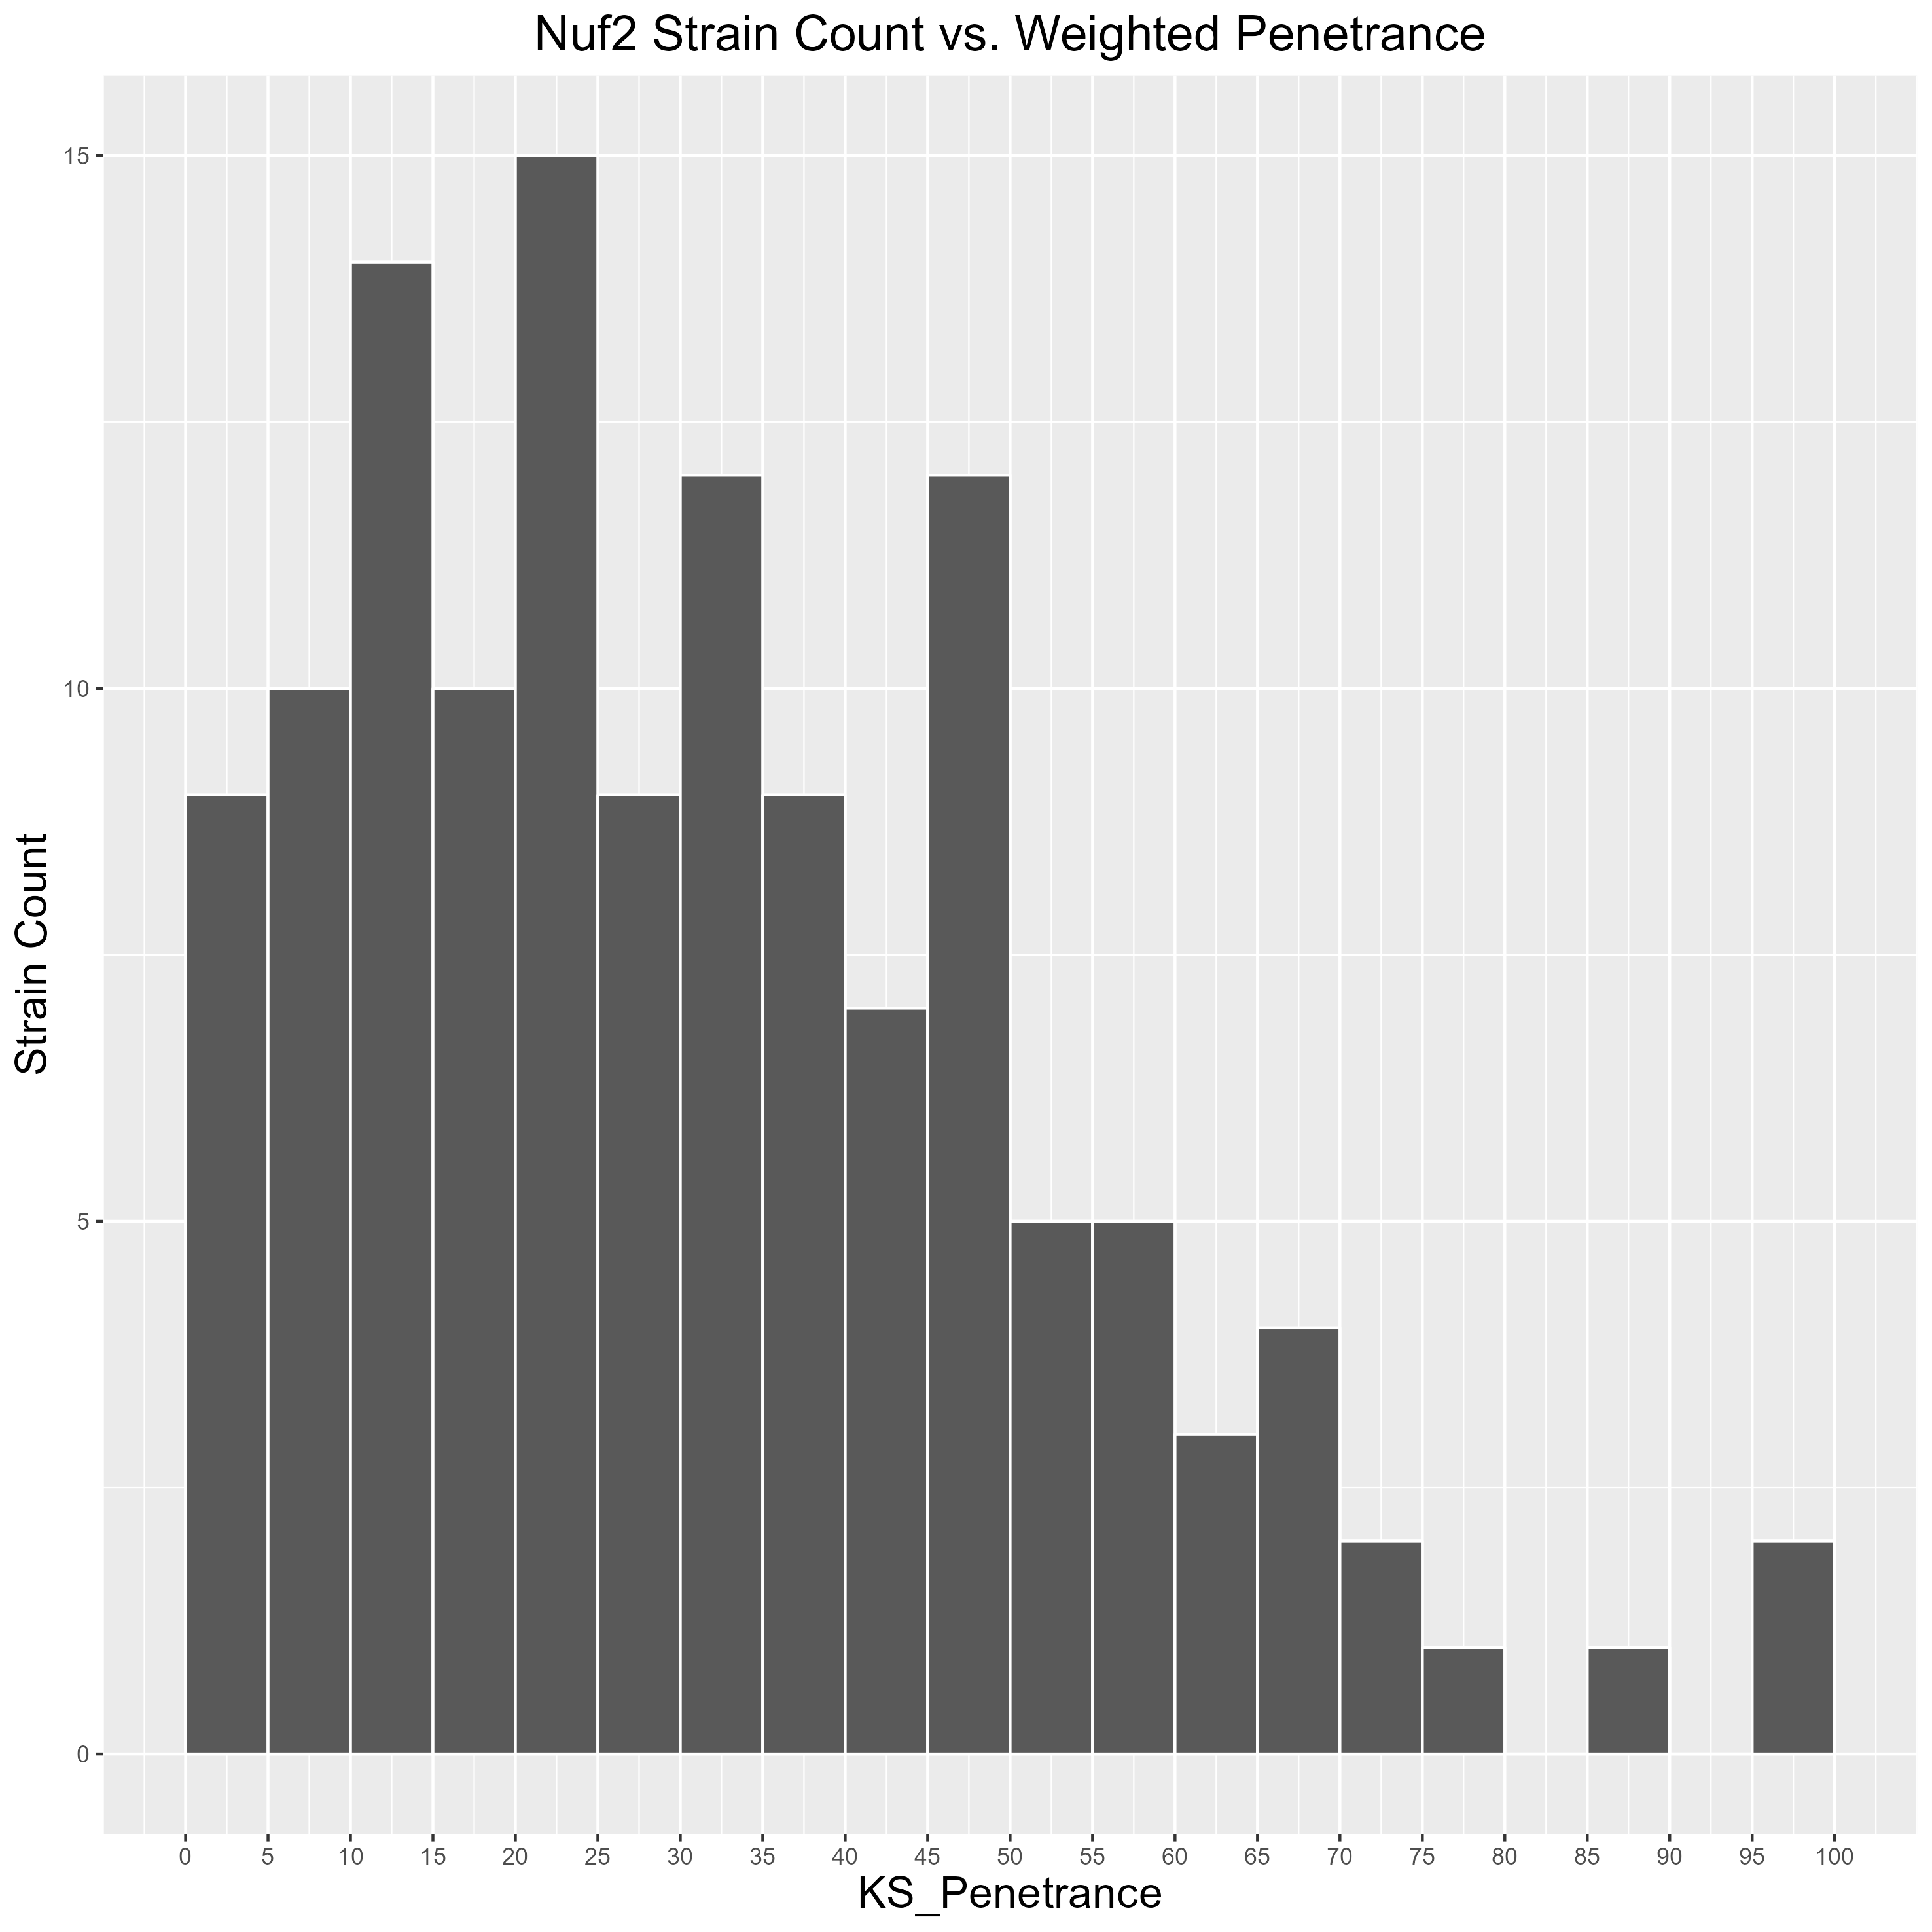 Nuf2 Strain Count vs. Weighted Penetrance
Strain Count
15
10
5
0
0 5 10 15 20 25 30 35 40 45 50 55 60 65 70 75 80 85 90 95 100
KS_Penetrance